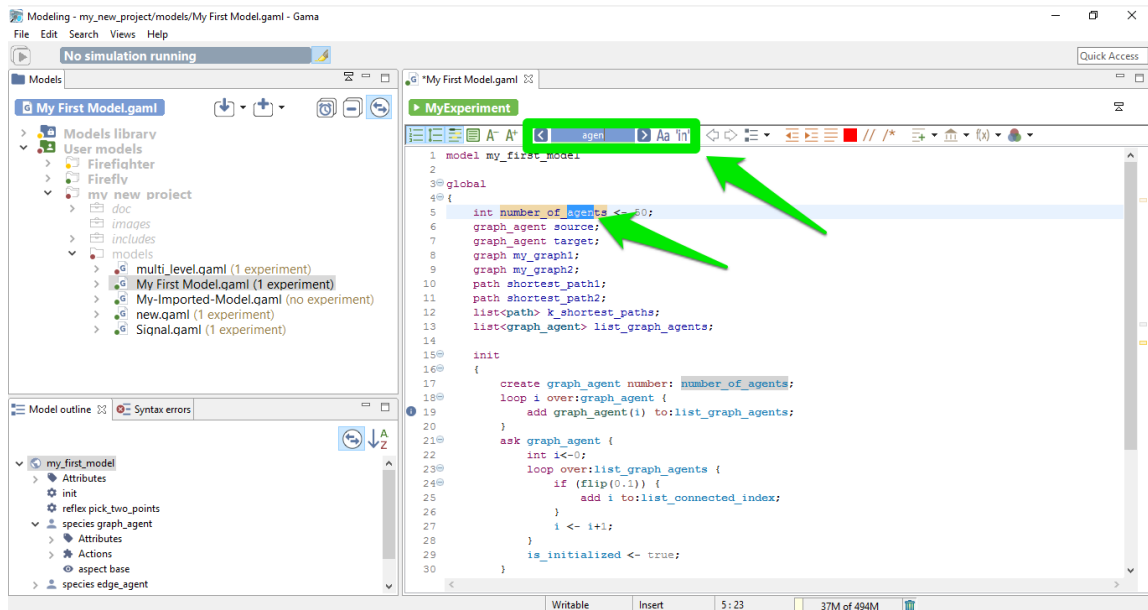 Modeling - my_new_project/models/My First Model.gaml - Gama
File Edit Search Views Help
No simulation running
Quick Access
Models
My First Model.gaml
Models library
User models
Firefighter
Firefly
my_new_project
doc
images
includes
models
multi_level.gaml (1 experiment)
My First Model.gaml (1 experiment)
My-Imported-Model.gaml (no experiment)
new.gaml (1 experiment)
Signal.gaml (1 experiment)
Model outline
Syntax errors
my_first_model
Attributes
init
reflex pick_two_points
species graph_agent
Attributes
Actions
aspect base
species edge_agent
*My First Model.gaml
MyExperiment
A- A+ agen Aa 'in' // /* f(x)
1 model my_first_model
2
3 global
4 {
5 int number_of_agents <- 50;
6 graph_agent source;
7 graph_agent target;
8 graph my_graph1;
9 graph my_graph2;
10 path shortest_path1;
11 path shortest_path2;
12 list<path> k_shortest_paths;
13 list<graph_agent> list_graph_agents;
14
15 init
16 {
17 create graph_agent number: number_of_agents;
18 loop i over:graph_agent {
19 add graph_agent(i) to:list_graph_agents;
20 }
21 ask graph_agent {
22 int i<-0;
23 loop over:list_graph_agents {
24 if (flip(0.1)) {
25 add i to:list_connected_index;
26 }
27 i <- i+1;
28 }
29 is_initialized <- true;
30 }
Writable Insert 5 : 23 37M of 494M